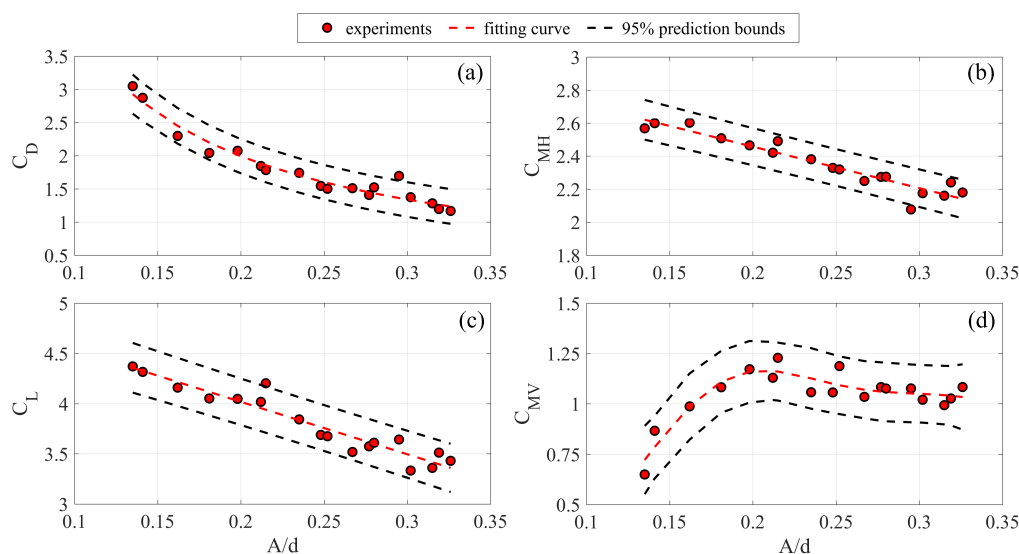 experiments fitting curve 95% prediction bounds
(a)
3.5
3
2.5
2
1.5
1
0.5
C_D
0.1 0.15 0.2 0.25 0.3 0.35
(b)
3
2.8
2.6
2.4
2.2
2
1.8
C_MH
0.1 0.15 0.2 0.25 0.3 0.35
(c)
5
4.5
4
3.5
3
C_L
0.1 0.15 0.2 0.25 0.3 0.35
A/d
(d)
1.5
1.25
1
0.75
0.5
C_MV
0.1 0.15 0.2 0.25 0.3 0.35
A/d